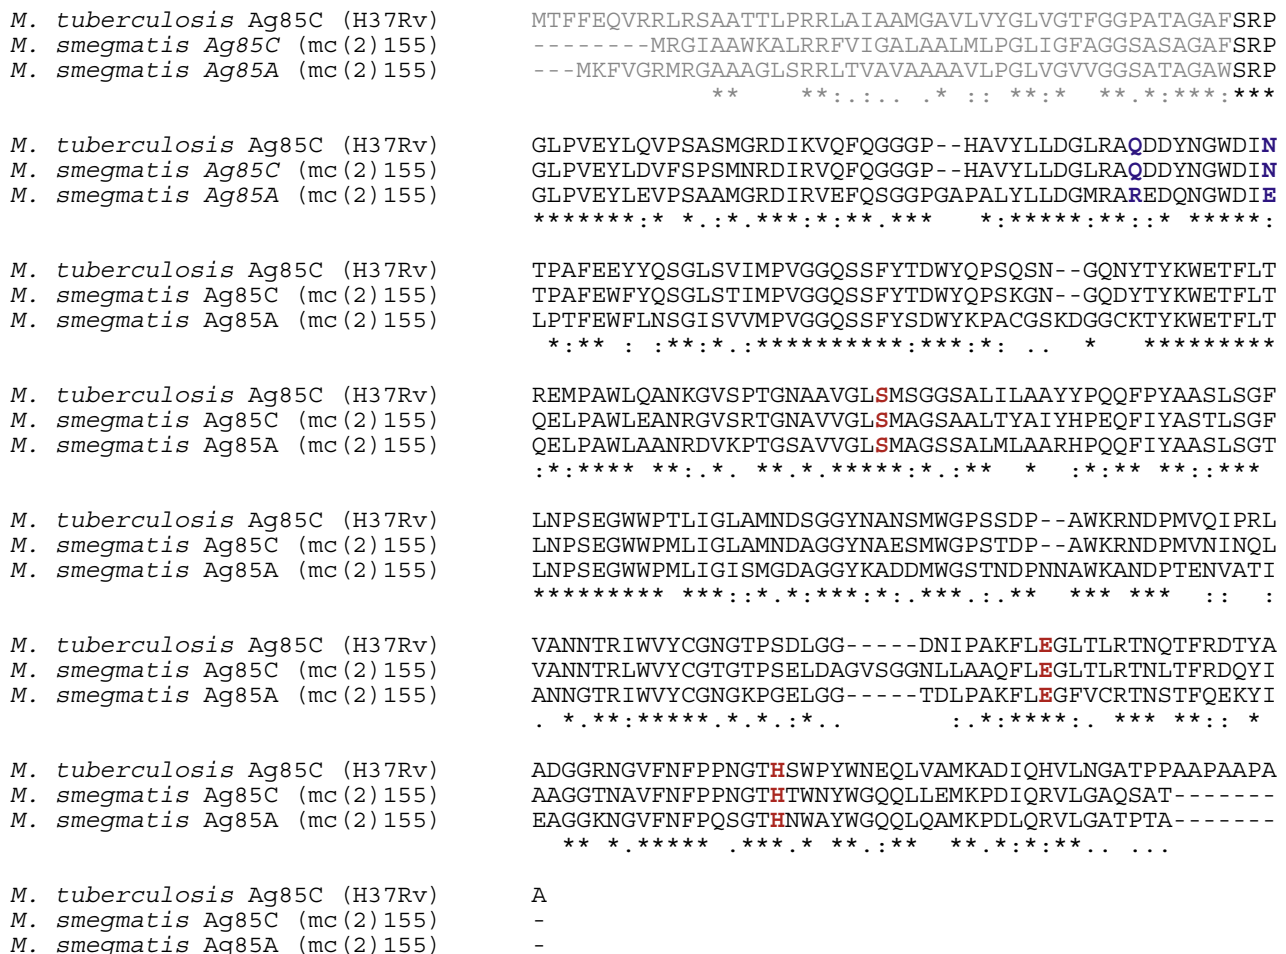 M. tuberculosis Ag85C (H37Rv) MTFFEQVRRLRSAATTLPRRLAIAAMGAVLVYGLVGTFGGPATAGAFSRP
M. smegmatis Ag85C (mc(2)155) --------MRGIAAWKALRRFVIGALAALMLPGLIGFAGGSASAGAFSRP
M. smegmatis Ag85A (mc(2)155) ---MKFVGRMRGAAAGLSRRLTVAVAAAAVLPGLVGVVGGSATAGAWSRP
** **:.:.. .* :: **:* **.*:***:***
M. tuberculosis Ag85C (H37Rv) GLPVEYLQVPSASMGRDIKVQFQGGGP--HAVYLLDGLRAQDDYNGWDIN
M. smegmatis Ag85C (mc(2)155) GLPVEYLDVFSPSMNRDIRVQFQGGGP--HAVYLLDGLRAQDDYNGWDIN
M. smegmatis Ag85A (mc(2)155) GLPVEYLEVPSAAMGRDIRVEFQSGGPGAPALYLLDGMRAREDQNGWDIE
*******:* *.:*.***:*:**.*** *:*****:**::* *****:
M. tuberculosis Ag85C (H37Rv) TPAFEEYYQSGLSVIMPVGGQSSFYTDWYQPSQSN--GQNYTYKWETFLT
M. smegmatis Ag85C (mc(2)155) TPAFEWFYQSGLSTIMPVGGQSSFYTDWYQPSKGN--GQDYTYKWETFLT
M. smegmatis Ag85A (mc(2)155) LPTFEWFLNSGISVVMPVGGQSSFYSDWYKPACGSKDGGCKTYKWETFLT
*:** : :**:*.:**********:***:*: .. * *********
M. tuberculosis Ag85C (H37Rv) REMPAWLQANKGVSPTGNAAVGLSMSGGSALILAAYYPQQFPYAASLSGF
M. smegmatis Ag85C (mc(2)155) QELPAWLEANRGVSRTGNAVVGLSMAGSAALTYAIYHPEQFIYASTLSGF
M. smegmatis Ag85A (mc(2)155) QELPAWLAANRDVKPTGSAVVGLSMAGSSALMLAARHPQQFIYAASLSGT
:*:**** **:.*. **.*.*****:*.:** * :*:** **::***
M. tuberculosis Ag85C (H37Rv) LNPSEGWWPTLIGLAMNDSGGYNANSMWGPSSDP--AWKRNDPMVQIPRL
M. smegmatis Ag85C (mc(2)155) LNPSEGWWPMLIGLAMNDAGGYNAESMWGPSTDP--AWKRNDPMVNINQL
M. smegmatis Ag85A (mc(2)155) LNPSEGWWPMLIGISMGDAGGYKADDMWGSTNDPNNAWKANDPTENVATI
********* ***::*.*:***:*:.***.:.** *** *** :: :
M. tuberculosis Ag85C (H37Rv) VANNTRIWVYCGNGTPSDLGG-----DNIPAKFLEGLTLRTNQTFRDTYA
M. smegmatis Ag85C (mc(2)155) VANNTRLWVYCGTGTPSELDAGVSGGNLLAAQFLEGLTLRTNLTFRDQYI
M. smegmatis Ag85A (mc(2)155) ANNGTRIWVYCGNGKPGELGG-----TDLPAKFLEGFVCRTNSTFQEKYI
. *.**:*****.*.*.:*.. :.*:****:. *** **:: *
M. tuberculosis Ag85C (H37Rv) ADGGRNGVFNFPPNGTHSWPYWNEQLVAMKADIQHVLNGATPPAAPAAPA
M. smegmatis Ag85C (mc(2)155) AAGGTNAVFNFPPNGTHTWNYWGQQLLEMKPDIQRVLGAQSAT-------
M. smegmatis Ag85A (mc(2)155) EAGGKNGVFNFPQSGTHNWAYWGQQLQAMKPDLQRVLGATPTA-------
** *.***** .***.* **.:** **.*:*:**.. ...
M. tuberculosis Ag85C (H37Rv) A
M. smegmatis Ag85C (mc(2)155) -
M. smegmatis Ag85A (mc(2)155) -